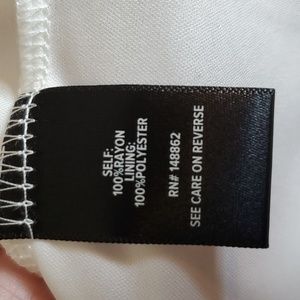 SELF:
100%RAYON
LINING:
100%POLYESTER
RN# 148862
SEE CARE ON REVERSE